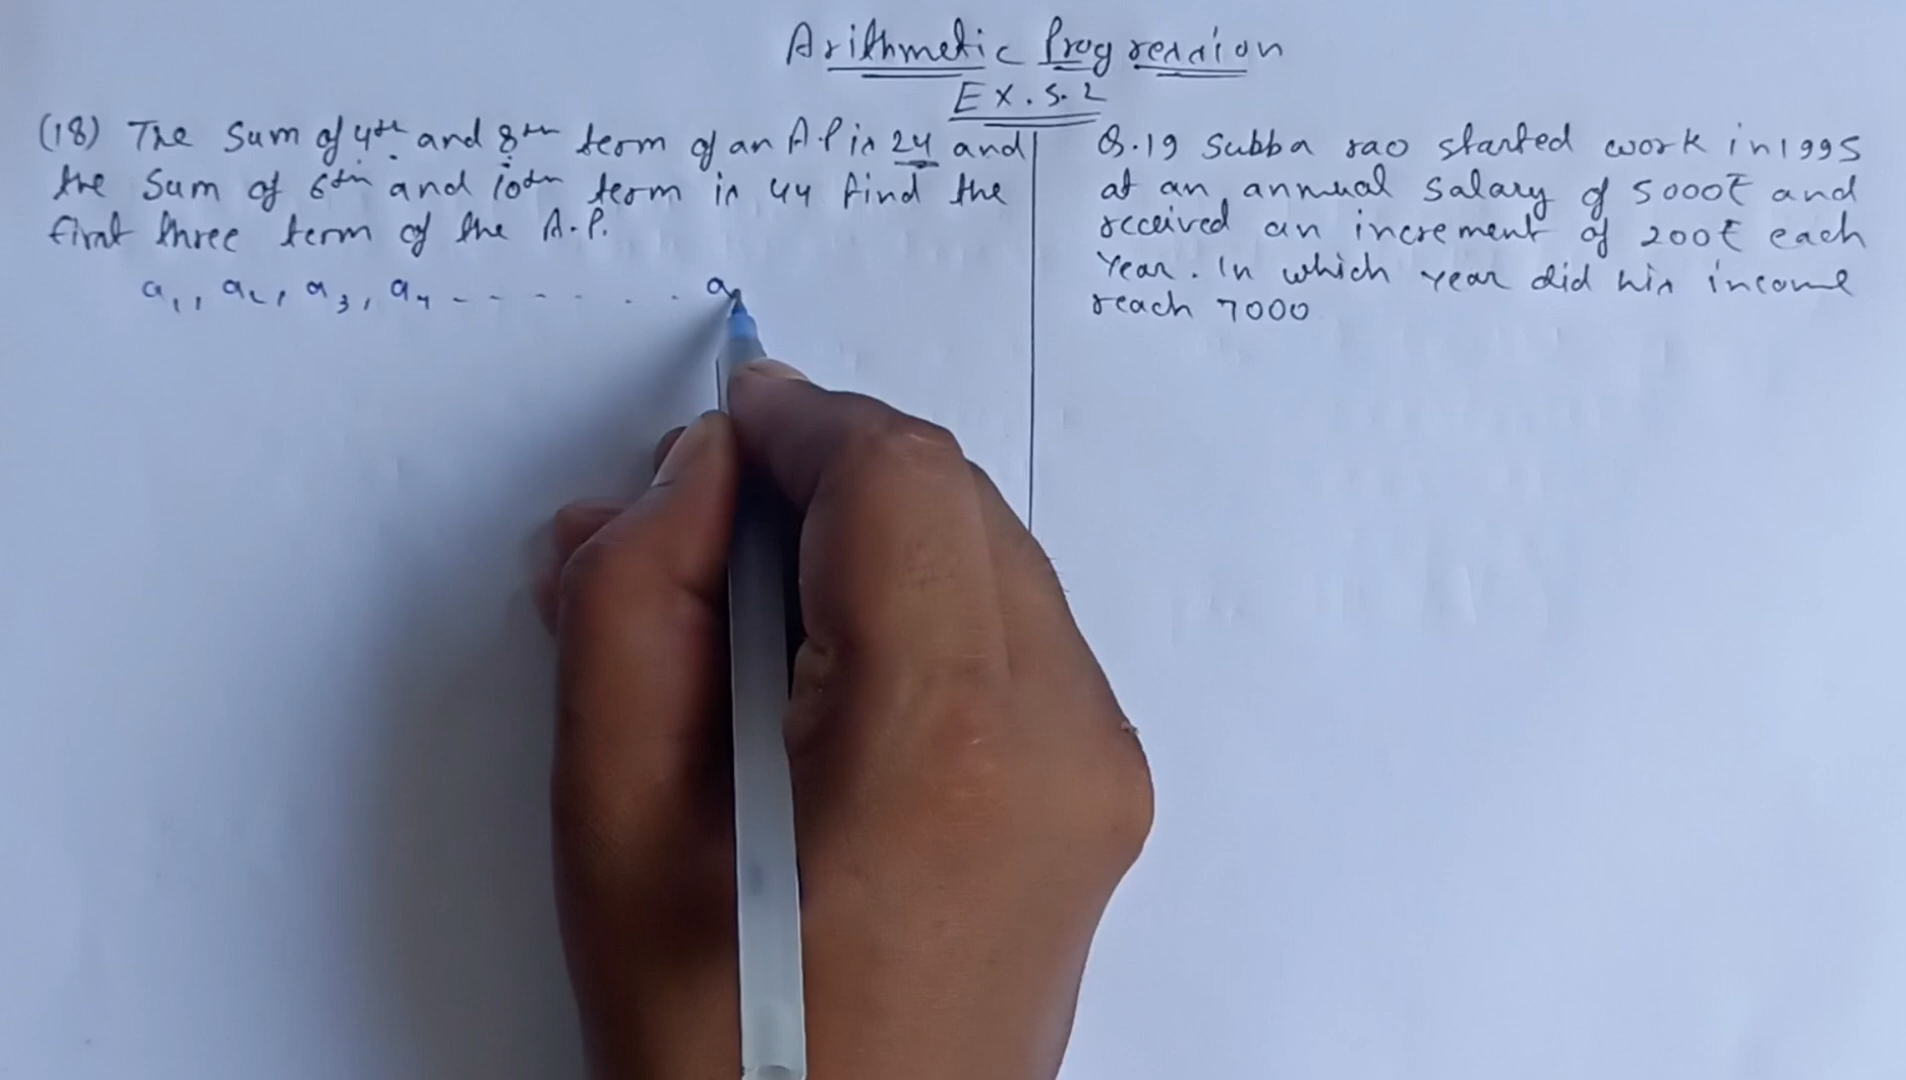 Arithmetic Progression
Ex. 5.2
(18) The Sum of 4th and 8th term of an A.P is 24 and
the Sum of 6th and 10th term is 44 find the
first three term of the A.P.
a1, a2, a3, a4 - - - - . . . a
Q.19 Subba rao started work in 1995
at an annual salary of 5000₹ and
received an increment of 200₹ each
Year. In which year did his income
reach 7000